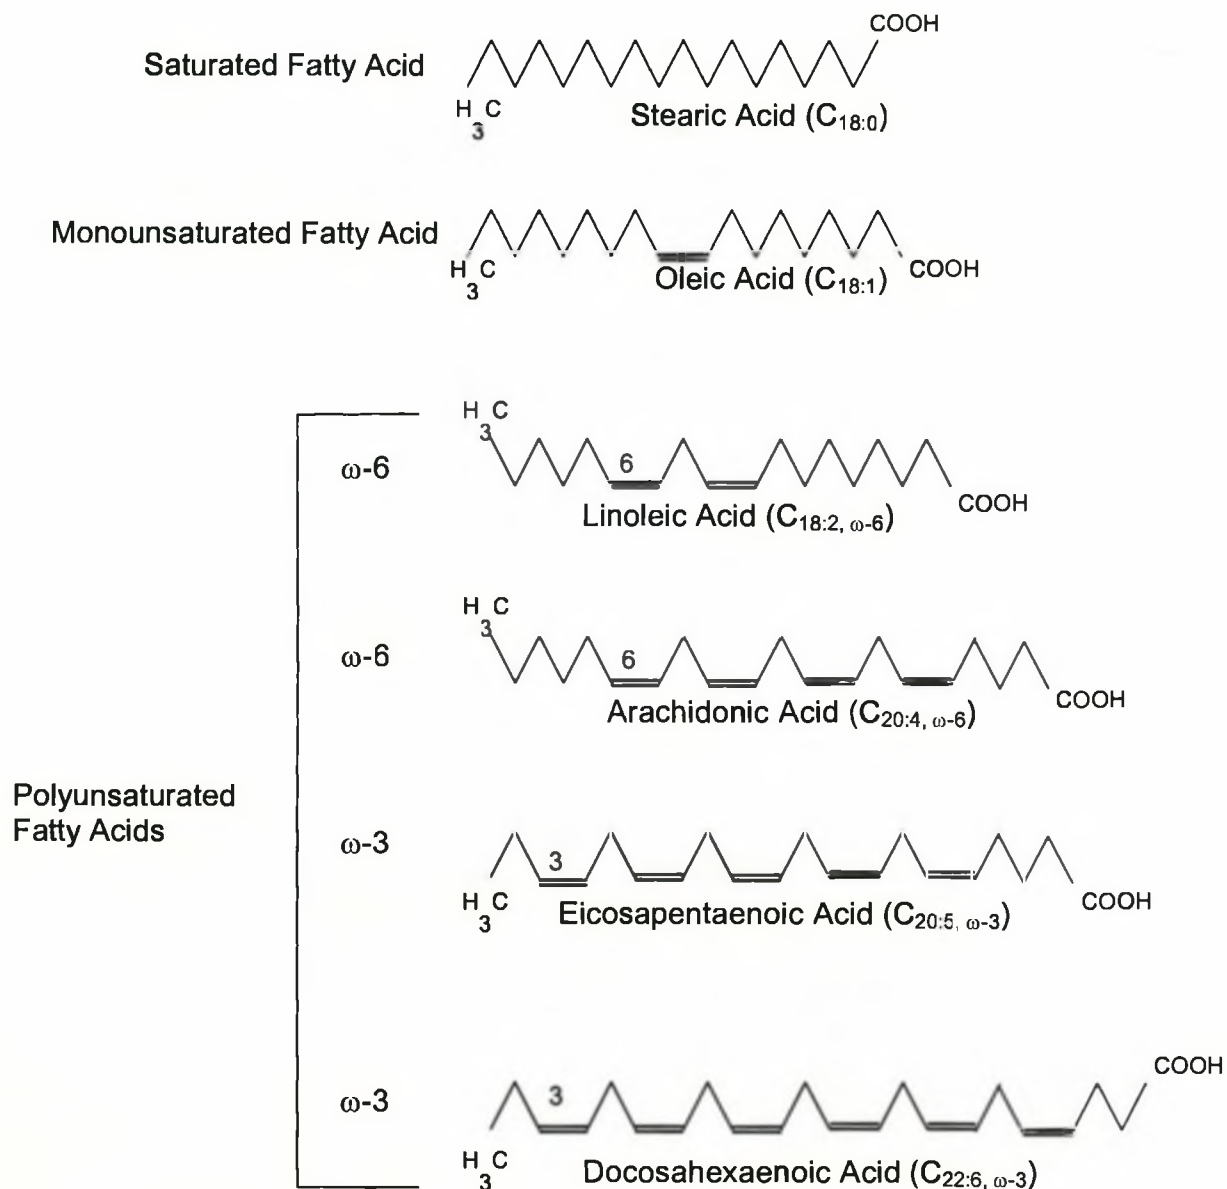 COOH
Saturated Fatty Acid
H3C
Stearic Acid (C18:0)
Monounsaturated Fatty Acid
H3C
COOH
Oleic Acid (C18:1)
H3C
ω-6
6
COOH
Linoleic Acid (C18:2, ω-6)
H3C
ω-6
6
COOH
Arachidonic Acid (C20:4, ω-6)
Polyunsaturated
Fatty Acids
ω-3
3
H3C
COOH
Eicosapentaenoic Acid (C20:5, ω-3)
COOH
ω-3
3
H3C
Docosahexaenoic Acid (C22:6, ω-3)